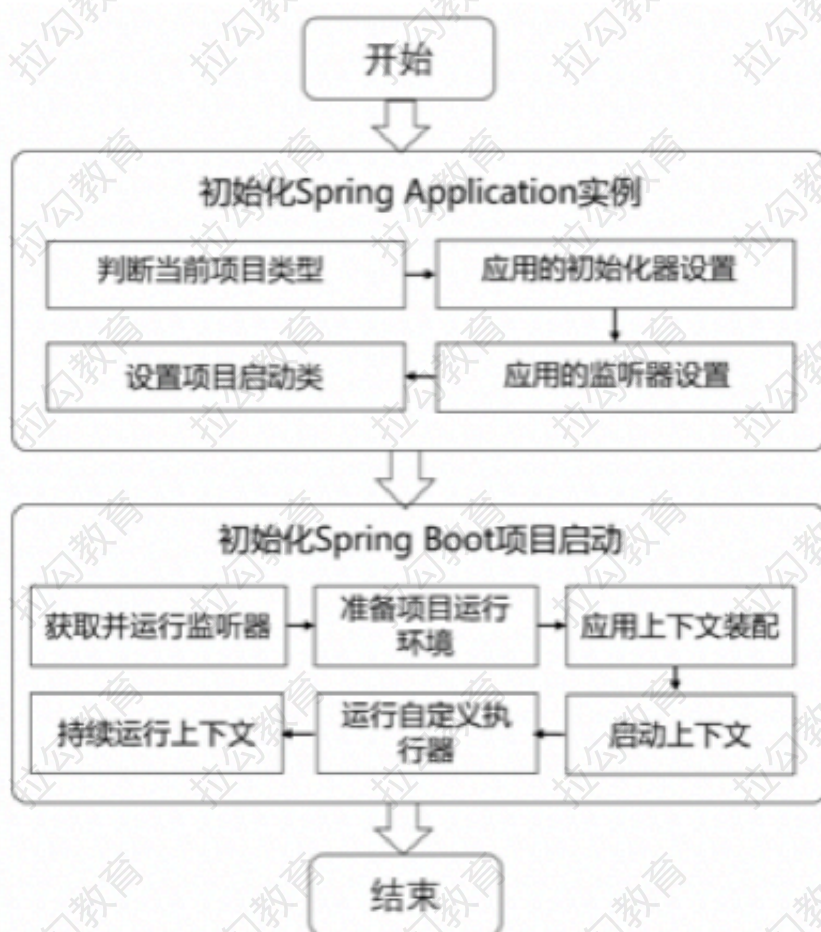 开始
初始化Spring Application实例
判断当前项目类型
应用的初始化器设置
应用的监听器设置
设置项目启动类
初始化Spring Boot项目启动
获取并运行监听器
准备项目运行
环境
应用上下文装配
启动上下文
运行自定义执
行器
持续运行上下文
结束
拉勾教育